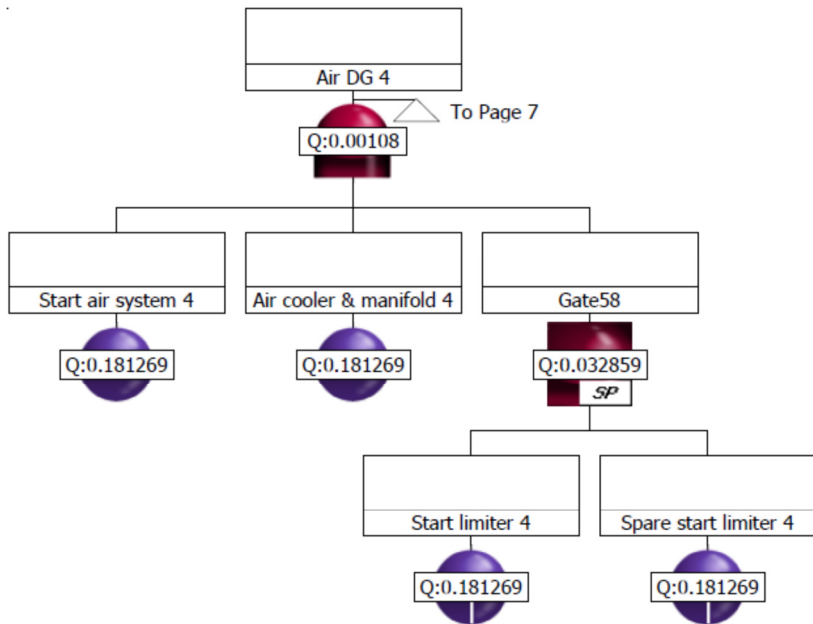 Air DG 4
To Page 7
Q:0.00108
Start air system 4
Air cooler & manifold 4
Gate58
Q:0.181269
Q:0.181269
Q:0.032859
SP
Start limiter 4
Spare start limiter 4
Q:0.181269
Q:0.181269